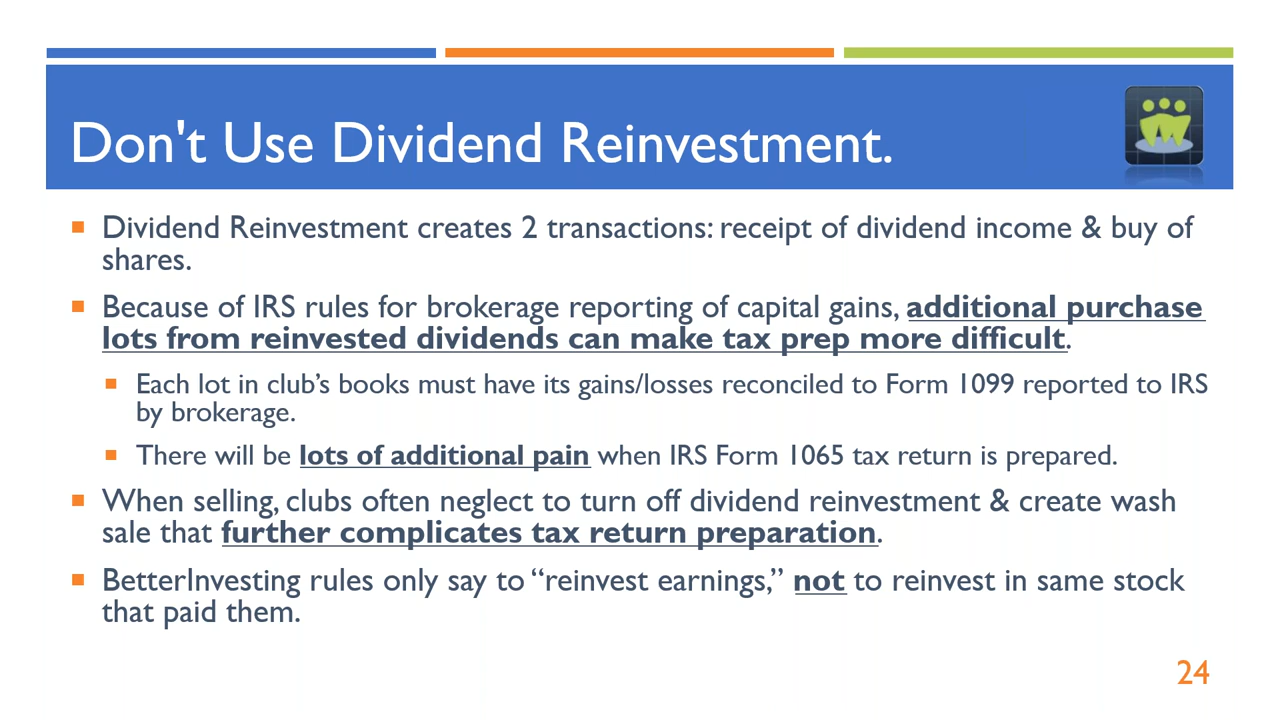 Don't Use Dividend Reinvestment.
Dividend Reinvestment creates 2 transactions: receipt of dividend income & buy of
shares.
Because of IRS rules for brokerage reporting of capital gains, additional purchase
lots from reinvested dividends can make tax prep more difficult.
Each lot in club’s books must have its gains/losses reconciled to Form 1099 reported to IRS
by brokerage.
There will be lots of additional pain when IRS Form 1065 tax return is prepared.
When selling, clubs often neglect to turn off dividend reinvestment & create wash
sale that further complicates tax return preparation.
BetterInvesting rules only say to “reinvest earnings,” not to reinvest in same stock
that paid them.
24